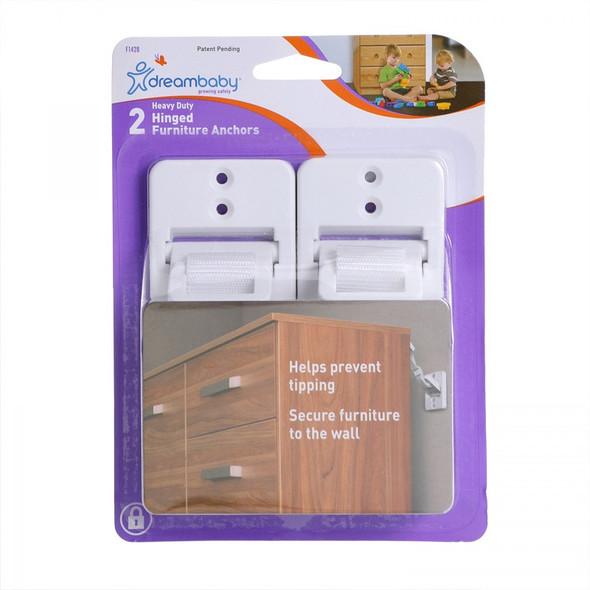 F1428
Patent Pending
dreambaby
growing safely
2
Heavy Duty
Hinged
Furniture Anchors
Helps prevent
tipping
Secure furniture
to the wall